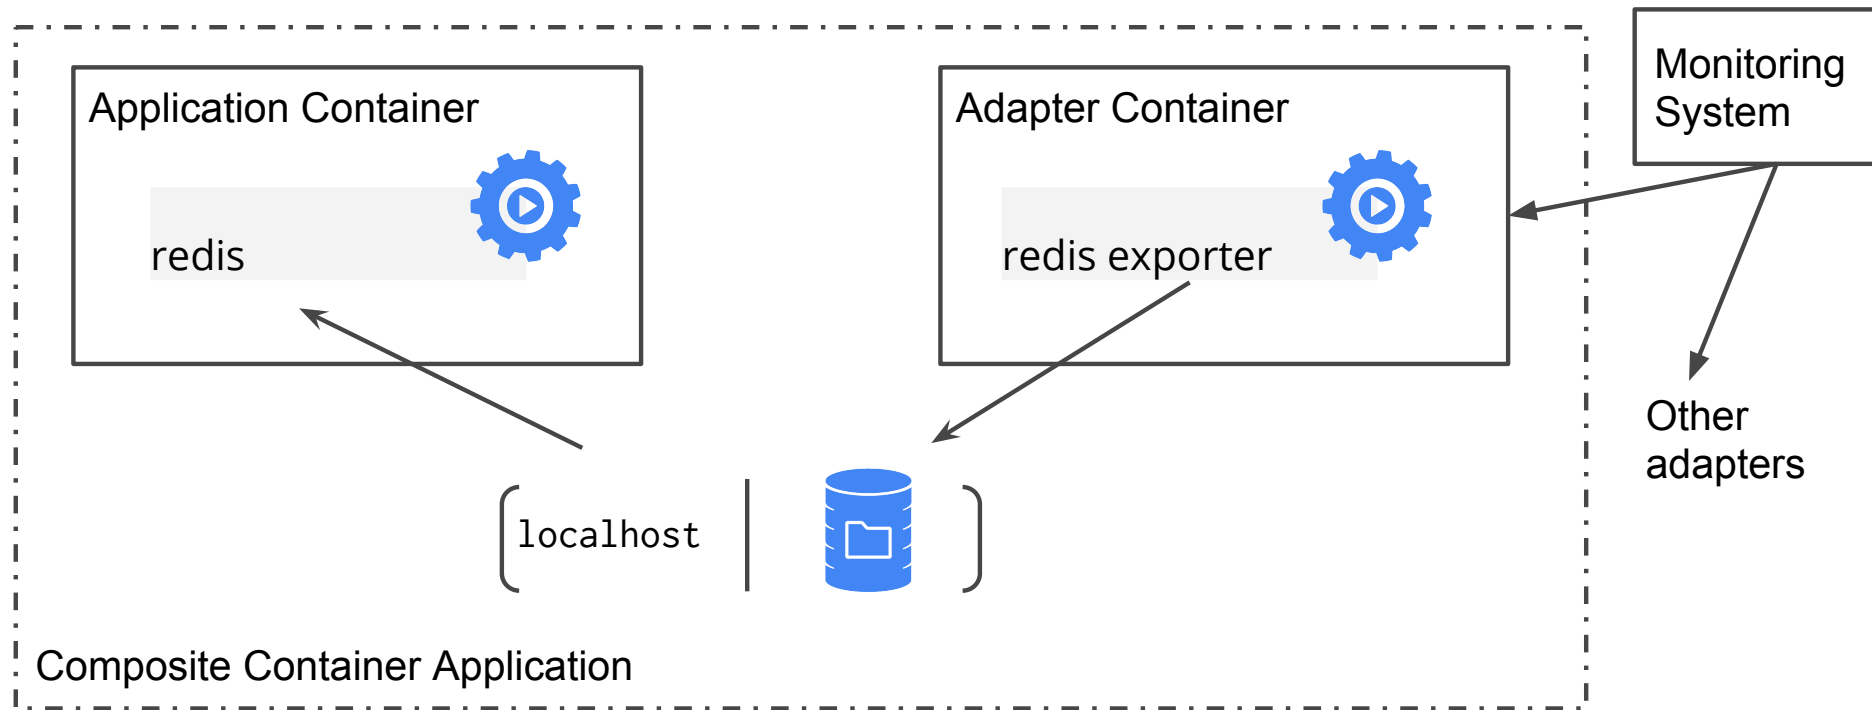 Application Container
redis
Adapter Container
redis exporter
Monitoring
System
Other
adapters
localhost
Composite Container Application